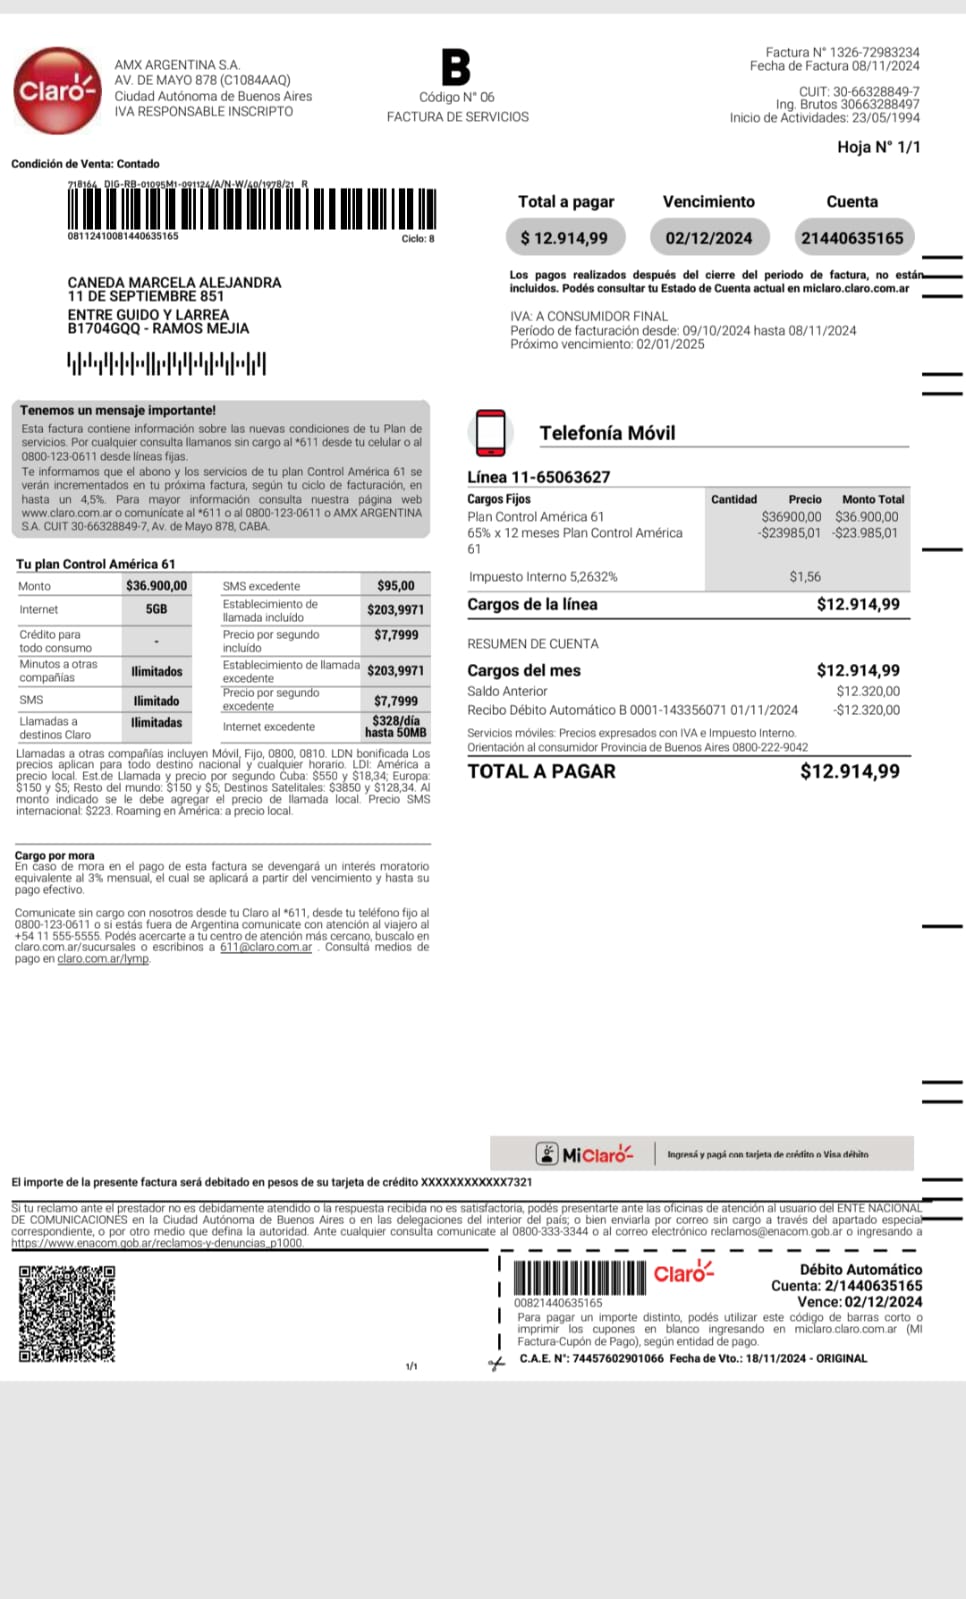 Claro-
AMX ARGENTINA S.A.
AV. DE MAYO 878 (C1084AAQ)
Ciudad Autónoma de Buenos Aires
IVA RESPONSABLE INSCRIPTO
B
Código N° 06
FACTURA DE SERVICIOS
Factura N° 1326-72983234
Fecha de Factura 08/11/2024
CUIT: 30-66328849-7
Ing. Brutos 30663288497
Inicio de Actividades: 23/05/1994
Hoja N° 1/1
Condición de Venta: Contado
718164 DIG-RB-01095M1-091124/A/N-W/40/1978/21 R
08112410081440635165
Ciclo: 8
CANEDA MARCELA ALEJANDRA
11 DE SEPTIEMBRE 851
ENTRE GUIDO Y LARREA
B1704GQQ - RAMOS MEJIA
Total a pagar Vencimiento Cuenta
$ 12.914,99 02/12/2024 21440635165
Los pagos realizados después del cierre del periodo de factura, no están
incluidos. Podés consultar tu Estado de Cuenta actual en miclaro.claro.com.ar
IVA: A CONSUMIDOR FINAL
Período de facturación desde: 09/10/2024 hasta 08/11/2024
Próximo vencimiento: 02/01/2025
Tenemos un mensaje importante!
Esta factura contiene información sobre las nuevas condiciones de tu Plan de
servicios. Por cualquier consulta llamanos sin cargo al *611 desde tu celular o al
0800-123-0611 desde líneas fijas.
Te informamos que el abono y los servicios de tu plan Control América 61 se
verán incrementados en tu próxima factura, según tu ciclo de facturación, en
hasta un 4,5%. Para mayor información consulta nuestra página web
www.claro.com.ar o comunícate al *611 o al 0800-123-0611 o AMX ARGENTINA
S.A. CUIT 30-66328849-7, Av. de Mayo 878, CABA.
Tu plan Control América 61
Monto $36.900,00 SMS excedente $95,00
Internet 5GB Establecimiento de
llamada incluído $203,9971
Crédito para
todo consumo - Precio por segundo
incluído $7,7999
Minutos a otras
compañías Ilimitados Establecimiento de llamada
excedente $203,9971
SMS Ilimitado Precio por segundo
excedente $7,7999
Llamadas a
destinos Claro Ilimitadas Internet excedente $328/día
hasta 50MB
Llamadas a otras compañías incluyen Móvil, Fijo, 0800, 0810. LDN bonificada Los
precios aplican para todo destino nacional y cualquier horario. LDI: América a
precio local. Est.de Llamada y precio por segundo Cuba: $550 y $18,34; Europa:
$150 y $5; Resto del mundo: $150 y $5; Destinos Satelitales: $3850 y $128,34. Al
monto indicado se le debe agregar el precio de llamada local. Precio SMS
internacional: $223. Roaming en América: a precio local.
Cargo por mora
En caso de mora en el pago de esta factura se devengará un interés moratorio
equivalente al 3% mensual, el cual se aplicará a partir del vencimiento y hasta su
pago efectivo.
Comunicate sin cargo con nosotros desde tu Claro al *611, desde tu teléfono fijo al
0800-123-0611 o si estás fuera de Argentina comunicate con atención al viajero al
+54 11 555-5555. Podés acercarte a tu centro de atención más cercano, buscalo en
claro.com.ar/sucursales o escribinos a 611@claro.com.ar . Consultá medios de
pago en claro.com.ar/lymp.
Telefonía Móvil
Línea 11-65063627
Cargos Fijos Cantidad Precio Monto Total
Plan Control América 61 $36900,00 $36.900,00
65% x 12 meses Plan Control América -$23985,01 -$23.985,01
61
Impuesto Interno 5,2632% $1,56
Cargos de la línea $12.914,99
RESUMEN DE CUENTA
Cargos del mes $12.914,99
Saldo Anterior $12.320,00
Recibo Débito Automático B 0001-143356071 01/11/2024 -$12.320,00
Servicios móviles: Precios expresados con IVA e Impuesto Interno.
Orientación al consumidor Provincia de Buenos Aires 0800-222-9042
TOTAL A PAGAR $12.914,99
MiClaro- Ingresá y pagá con tarjeta de crédito o Visa débito
El importe de la presente factura será debitado en pesos de su tarjeta de crédito XXXXXXXXXXXX7321
Si tu reclamo ante el prestador no es debidamente atendido o la respuesta recibida no es satisfactoria, podés presentarte ante las oficinas de atención al usuario del ENTE NACIONAL
DE COMUNICACIONES en la Ciudad Autónoma de Buenos Aires o en las delegaciones del interior del país; o bien enviarla por correo sin cargo a través del apartado especial
correspondiente, o por otro medio que defina la autoridad. Ante cualquier consulta comunicate al 0800-333-3344 o al correo electrónico reclamos@enacom.gob.ar o ingresando a
https://www.enacom.gob.ar/reclamos-y-denuncias_p1000.
1/1
00821440635165
Claro-
Débito Automático
Cuenta: 2/1440635165
Vence: 02/12/2024
Para pagar un importe distinto, podés utilizar este código de barras corto o
imprimir los cupones en blanco ingresando en miclaro.claro.com.ar (MI
Factura-Cupón de Pago), según entidad de pago.
C.A.E. N°: 74457602901066 Fecha de Vto.: 18/11/2024 - ORIGINAL